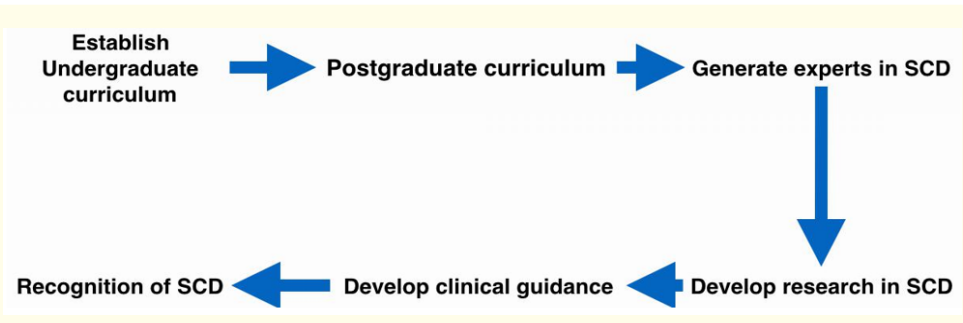 Establish
Undergraduate
curriculum
Postgraduate curriculum
Generate experts in SCD
Develop research in SCD
Develop clinical guidance
Recognition of SCD